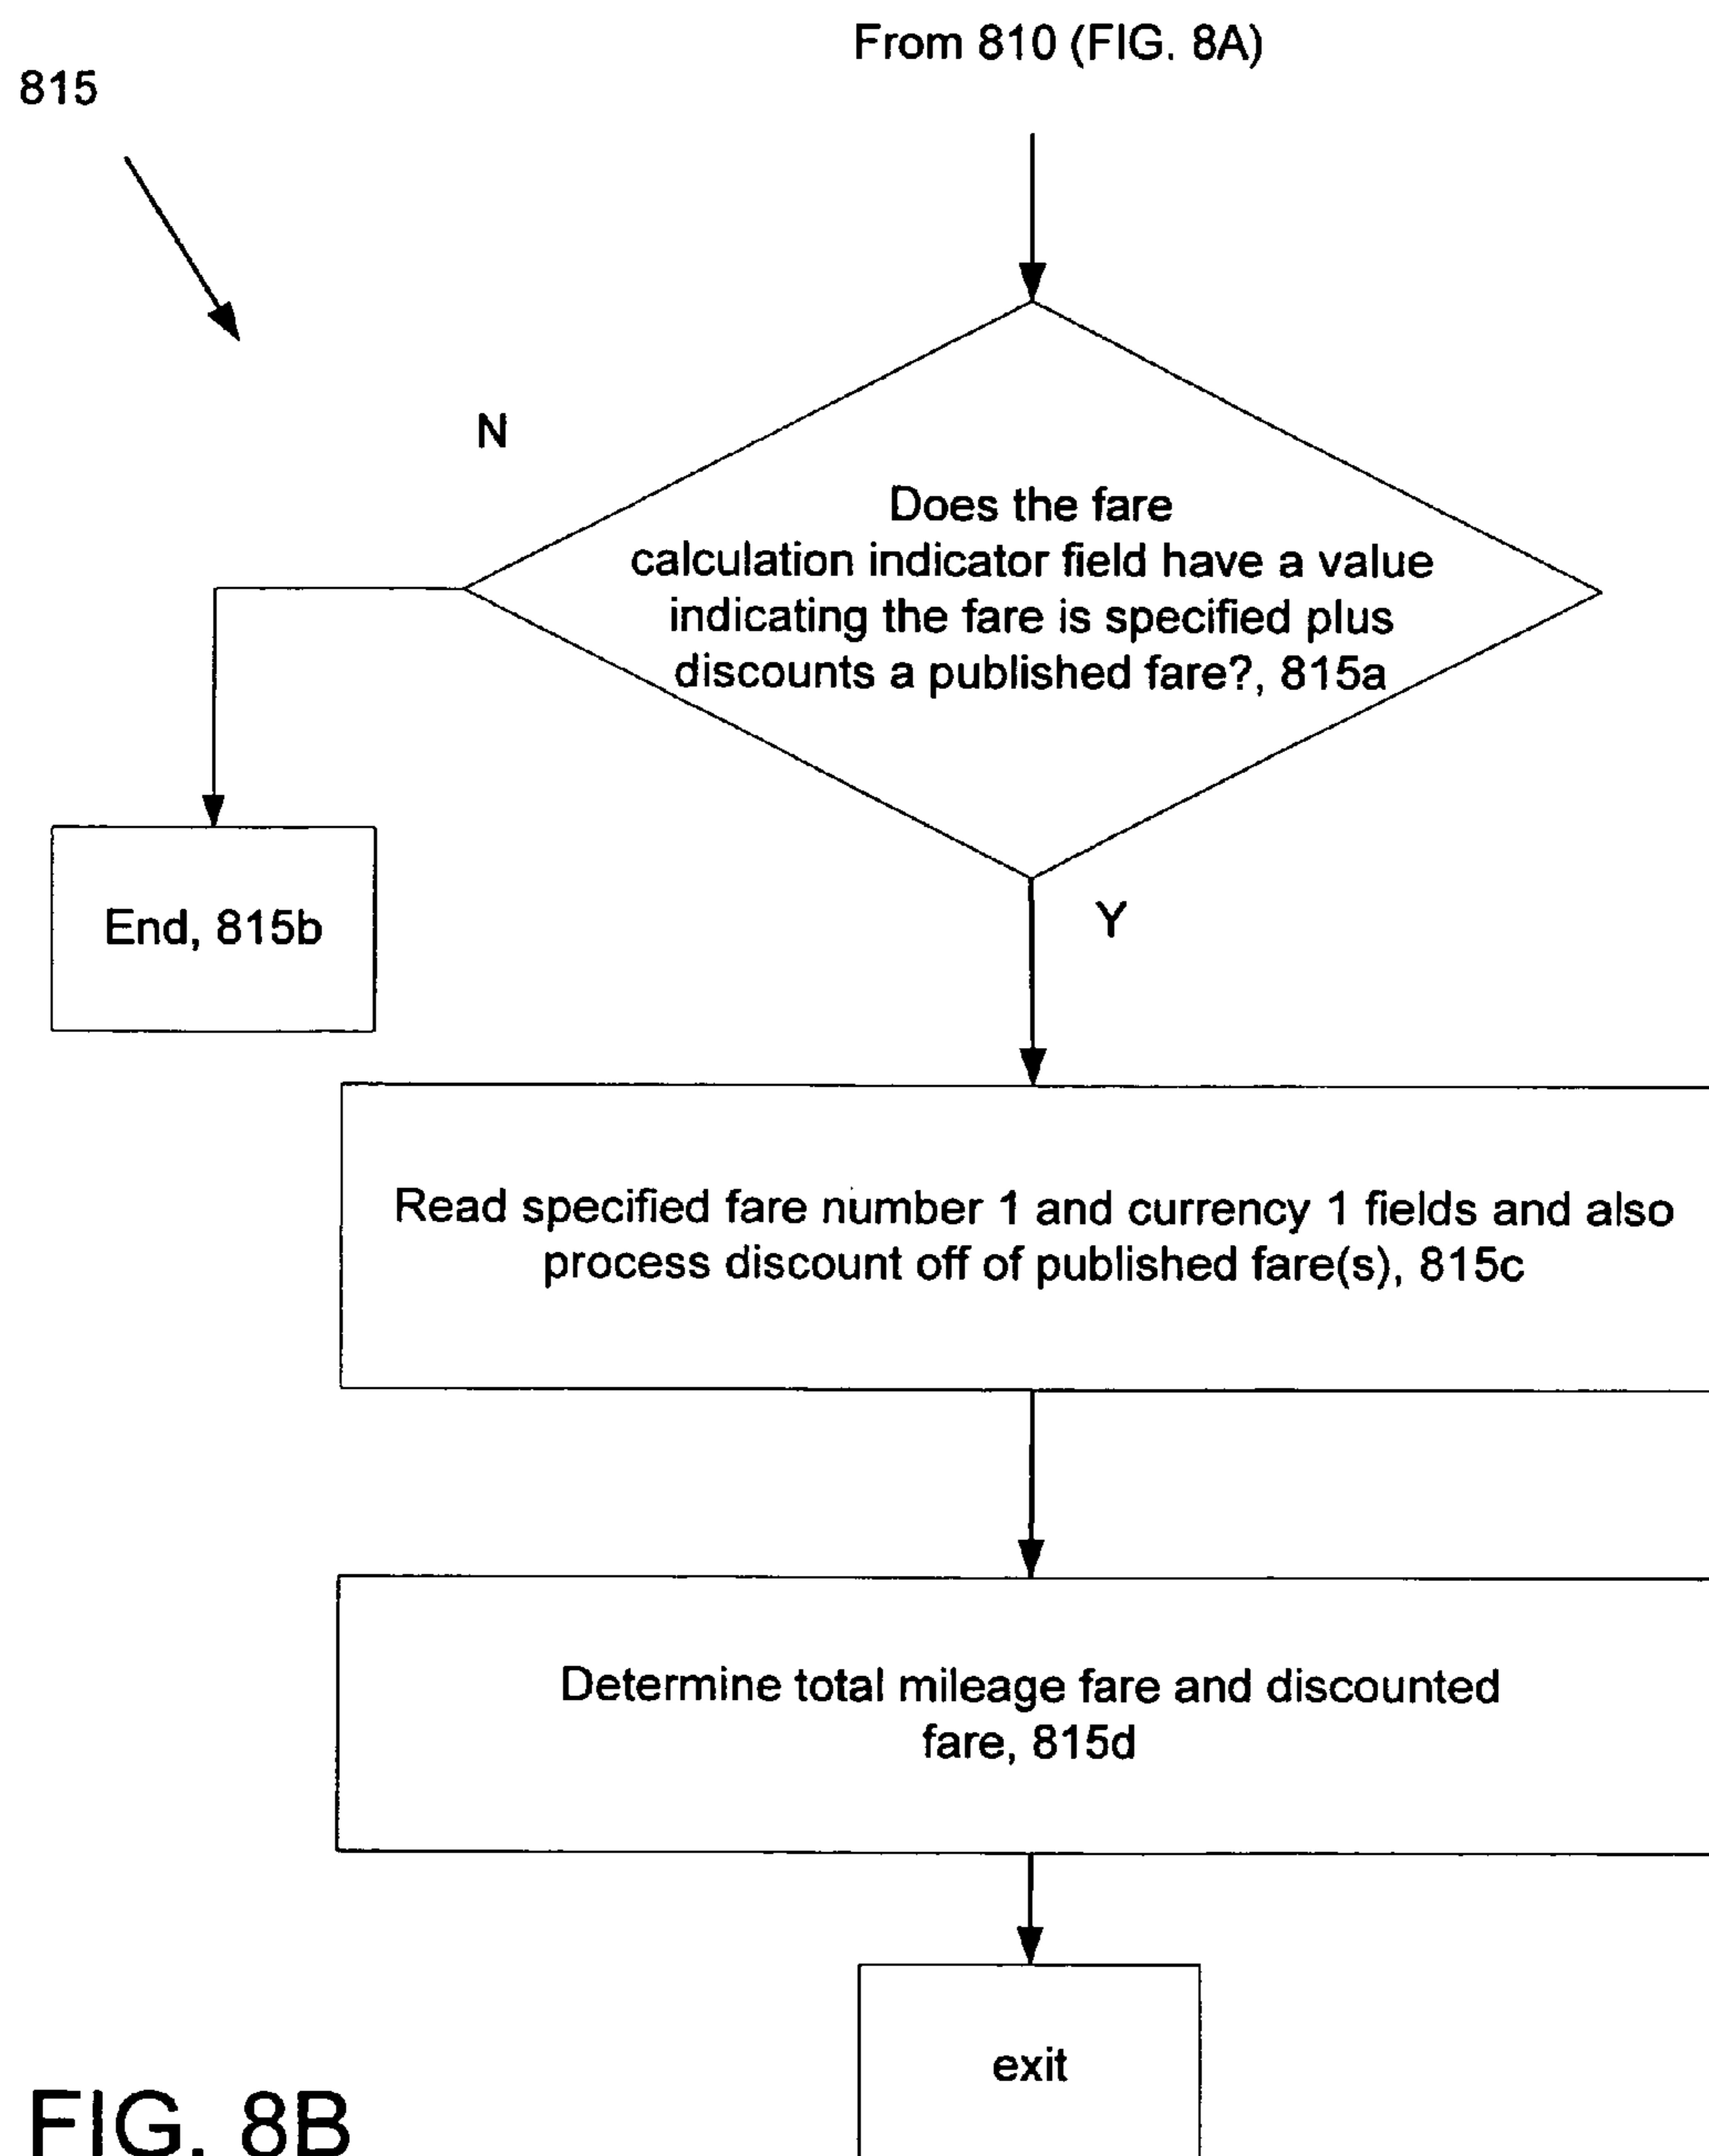 From 810 (FIG. 8A)
815
N
Does the fare
calculation indicator field have a value
indicating the fare is specified plus
discounts a published fare?, 815a
End, 815b
Y
Read specified fare number 1 and currency 1 fields and also
process discount off of published fare(s), 815c
Determine total mileage fare and discounted
fare, 815d
exit
FIG. 8B